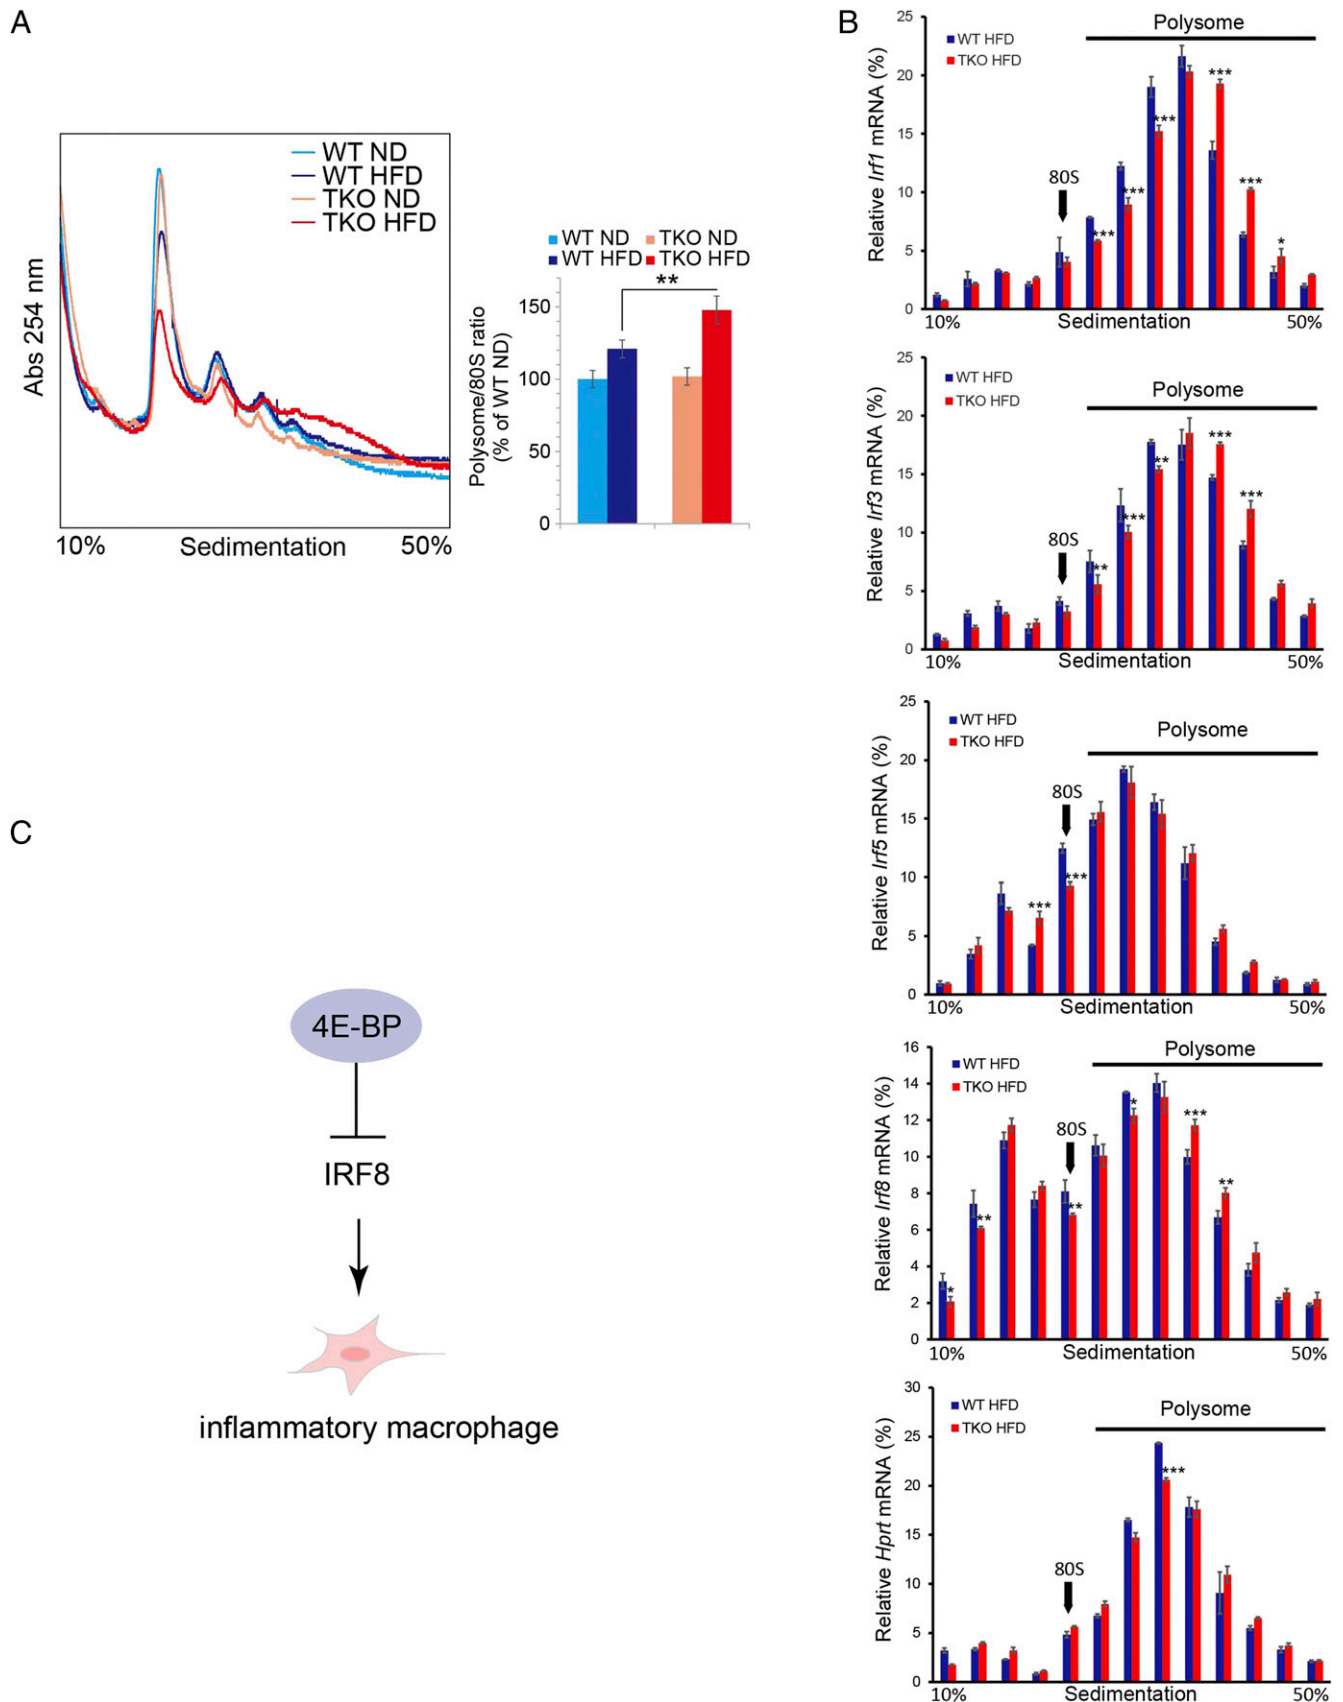 A
WT ND
WT HFD
TKO ND
TKO HFD
Abs 254 nm
10%
Sedimentation
50%
WT ND
TKO ND
WT HFD
TKO HFD
**
Polysome/80S ratio
(% of WT ND)
150
100
50
0
B
Polysome
WT HFD
TKO HFD
Relative Irf1 mRNA (%)
25
20
15
10
5
0
80S
***
***
***
***
***
*
10%
Sedimentation
50%
Polysome
WT HFD
TKO HFD
Relative Irf3 mRNA (%)
25
20
15
10
5
0
80S
**
***
**
***
***
10%
Sedimentation
50%
Polysome
WT HFD
TKO HFD
Relative Irf5 mRNA (%)
25
20
15
10
5
0
80S
***
***
10%
Sedimentation
50%
Polysome
WT HFD
TKO HFD
Relative Irf8 mRNA (%)
16
14
12
10
8
6
4
2
0
80S
*
**
**
*
***
**
10%
Sedimentation
50%
Polysome
WT HFD
TKO HFD
Relative Hprt mRNA (%)
30
25
20
15
10
5
0
80S
***
10%
Sedimentation
50%
C
4E-BP
IRF8
inflammatory macrophage